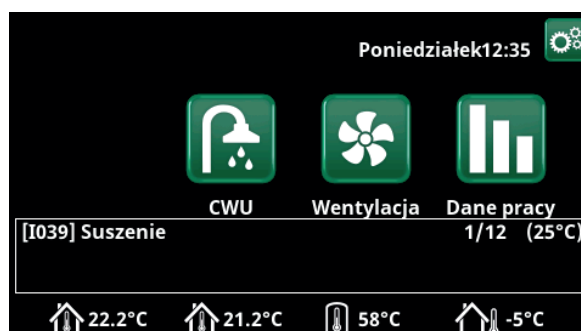 Poniedziałek12:35
CWU Wentylacja Dane pracy
[I039] Suszenie 1/12 (25°C)
22.2°C 21.2°C 58°C -5°C